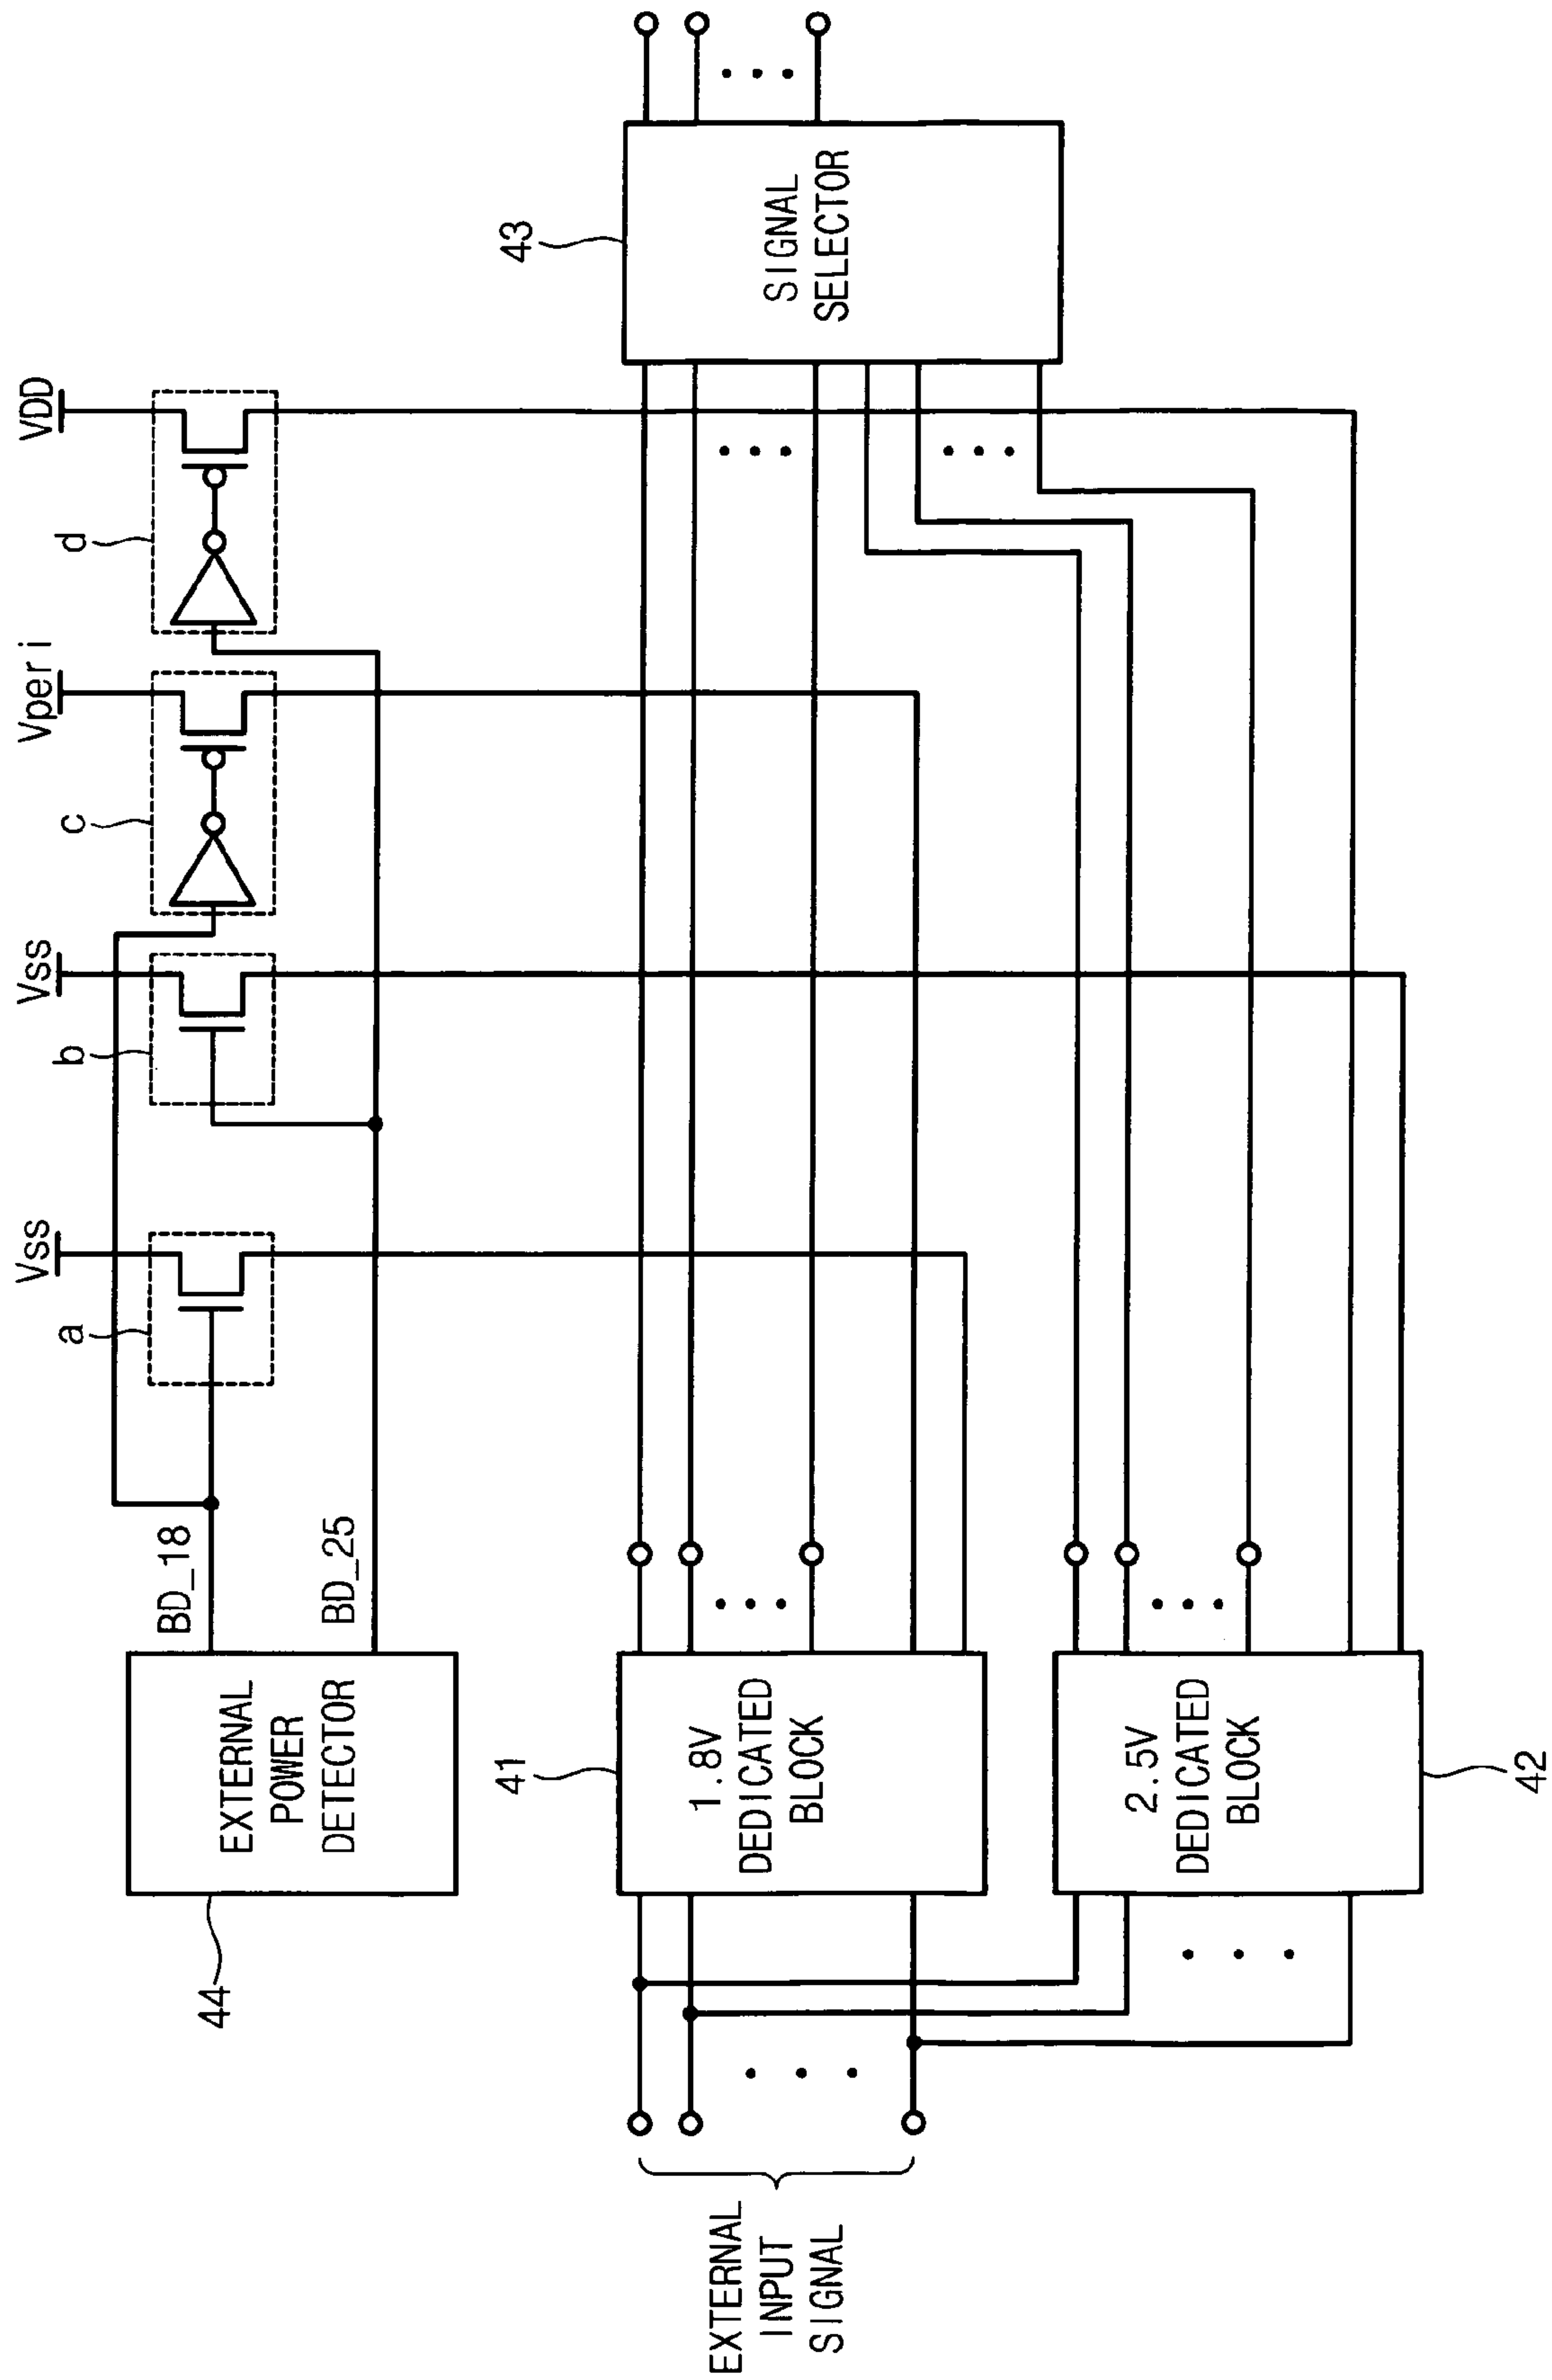 Vss
Vss
Vperi
VDD
a
b
c
d
BD_18
BD_25
44
EXTERNAL
POWER
DETECTOR
41
1.8V
DEDICATED
BLOCK
43
SIGNAL
SELECTOR
EXTERNAL
INPUT
SIGNAL
2.5V
DEDICATED
BLOCK
42